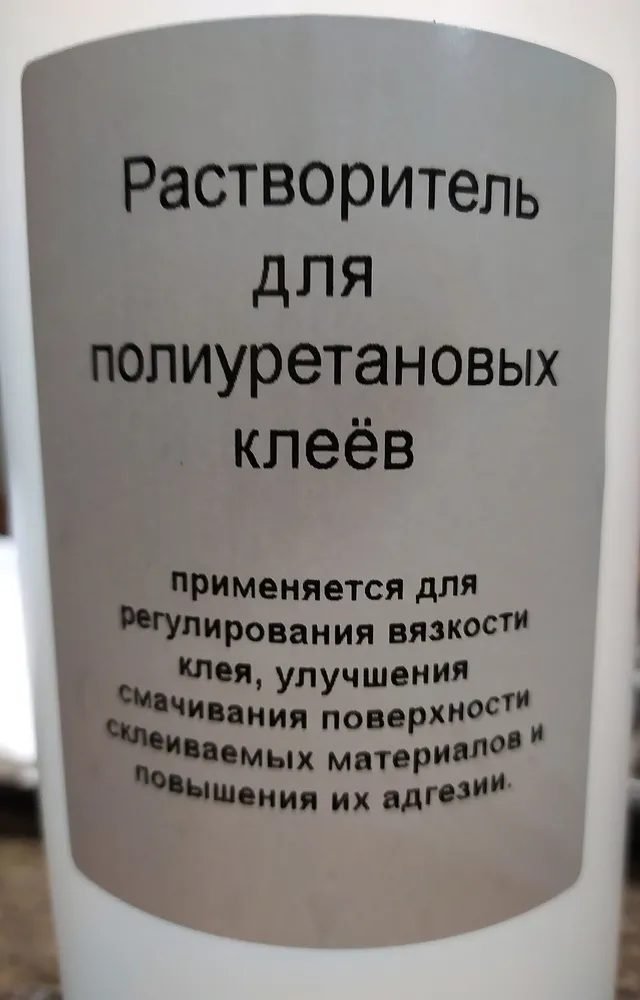 Растворитель
для
полиуретановых
клеёв
применяется для
регулирования вязкости
клея, улучшения
смачивания поверхности
склеиваемых материалов и
повышения их адгезии.